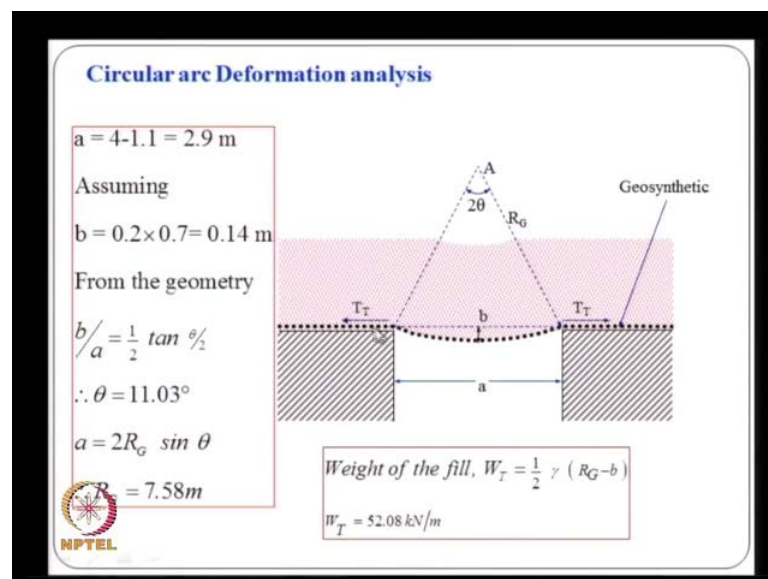 Circular arc Deformation analysis
a = 4-1.1 = 2.9 m
Assuming
b = 0.2×0.7= 0.14 m
From the geometry
b/a = 1/2 tan θ/2
∴ θ = 11.03°
a = 2R_G sin θ
= 7.58m
A
2θ
R_G
Geosynthetic
T_T
b
T_T
a
Weight of the fill, W_T = 1/2 γ ( R_G-b )
W_T = 52.08 kN/m
NPTEL